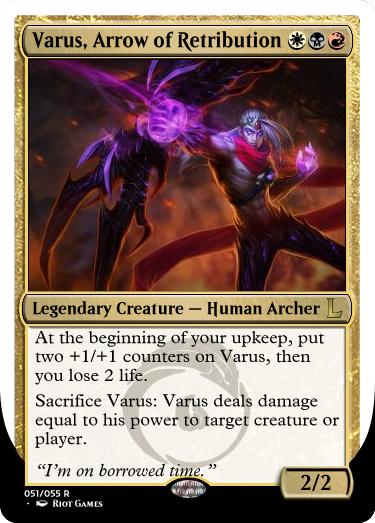 Varus, Arrow of Retribution
Legendary Creature — Human Archer L
At the beginning of your upkeep, put
two +1/+1 counters on Varus, then
you lose 2 life.
Sacrifice Varus: Varus deals damage
equal to his power to target creature or
player.
"I'm on borrowed time."
2/2
051/055 R
· RIOT GAMES